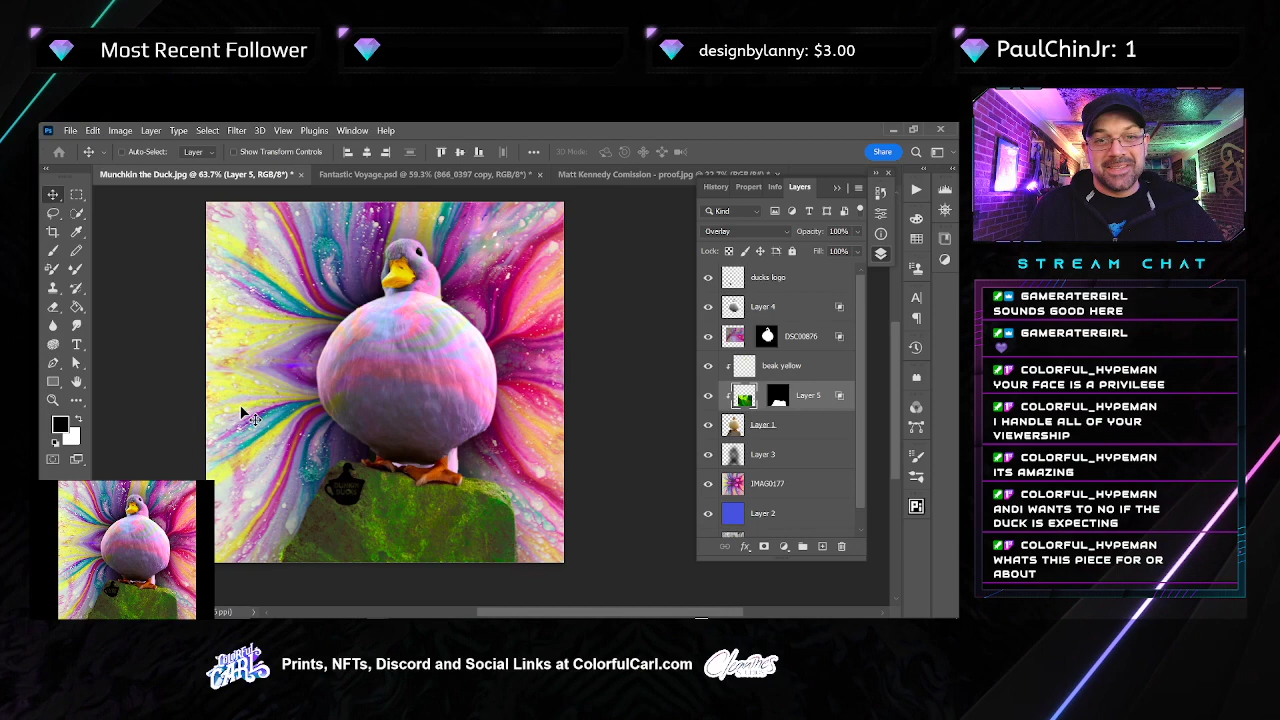 Most Recent Follower
designbylanny: $3.00
PaulChinJr: 1
Ps File Edit Image Layer Type Select Filter 3D View Plugins Window Help
Auto-Select: Layer Show Transform Controls 3D Mode: Share
Munchkin the Duck.jpg @ 63.7% (Layer 5, RGB/8*) *
Fantastic Voyage.psd @ 59.3% (866_0397 copy, RGB/8*) *
History Propert Info Layers
Kind
Overlay Opacity: 100%
Lock: Fill: 100%
ducks logo
Layer 4
DSC00876
beak yellow
Layer 5
Layer 1
Layer 3
IMAG0177
Layer 2
STREAM CHAT
GAMERATERGIRL
SOUNDS GOOD HERE
GAMERATERGIRL
COLORFUL_HYPEMAN
YOUR FACE IS A PRIVILEGE
COLORFUL_HYPEMAN
I HANDLE ALL OF YOUR
VIEWERSHIP
COLORFUL_HYPEMAN
ITS AMAZING
COLORFUL_HYPEMAN
ANDI WANTS TO NO IF THE
DUCK IS EXPECTING
COLORFUL_HYPEMAN
WHATS THIS PIECE FOR OR
ABOUT
COLORFUL CARL
Prints, NFTs, Discord and Social Links at ColorfulCarl.com